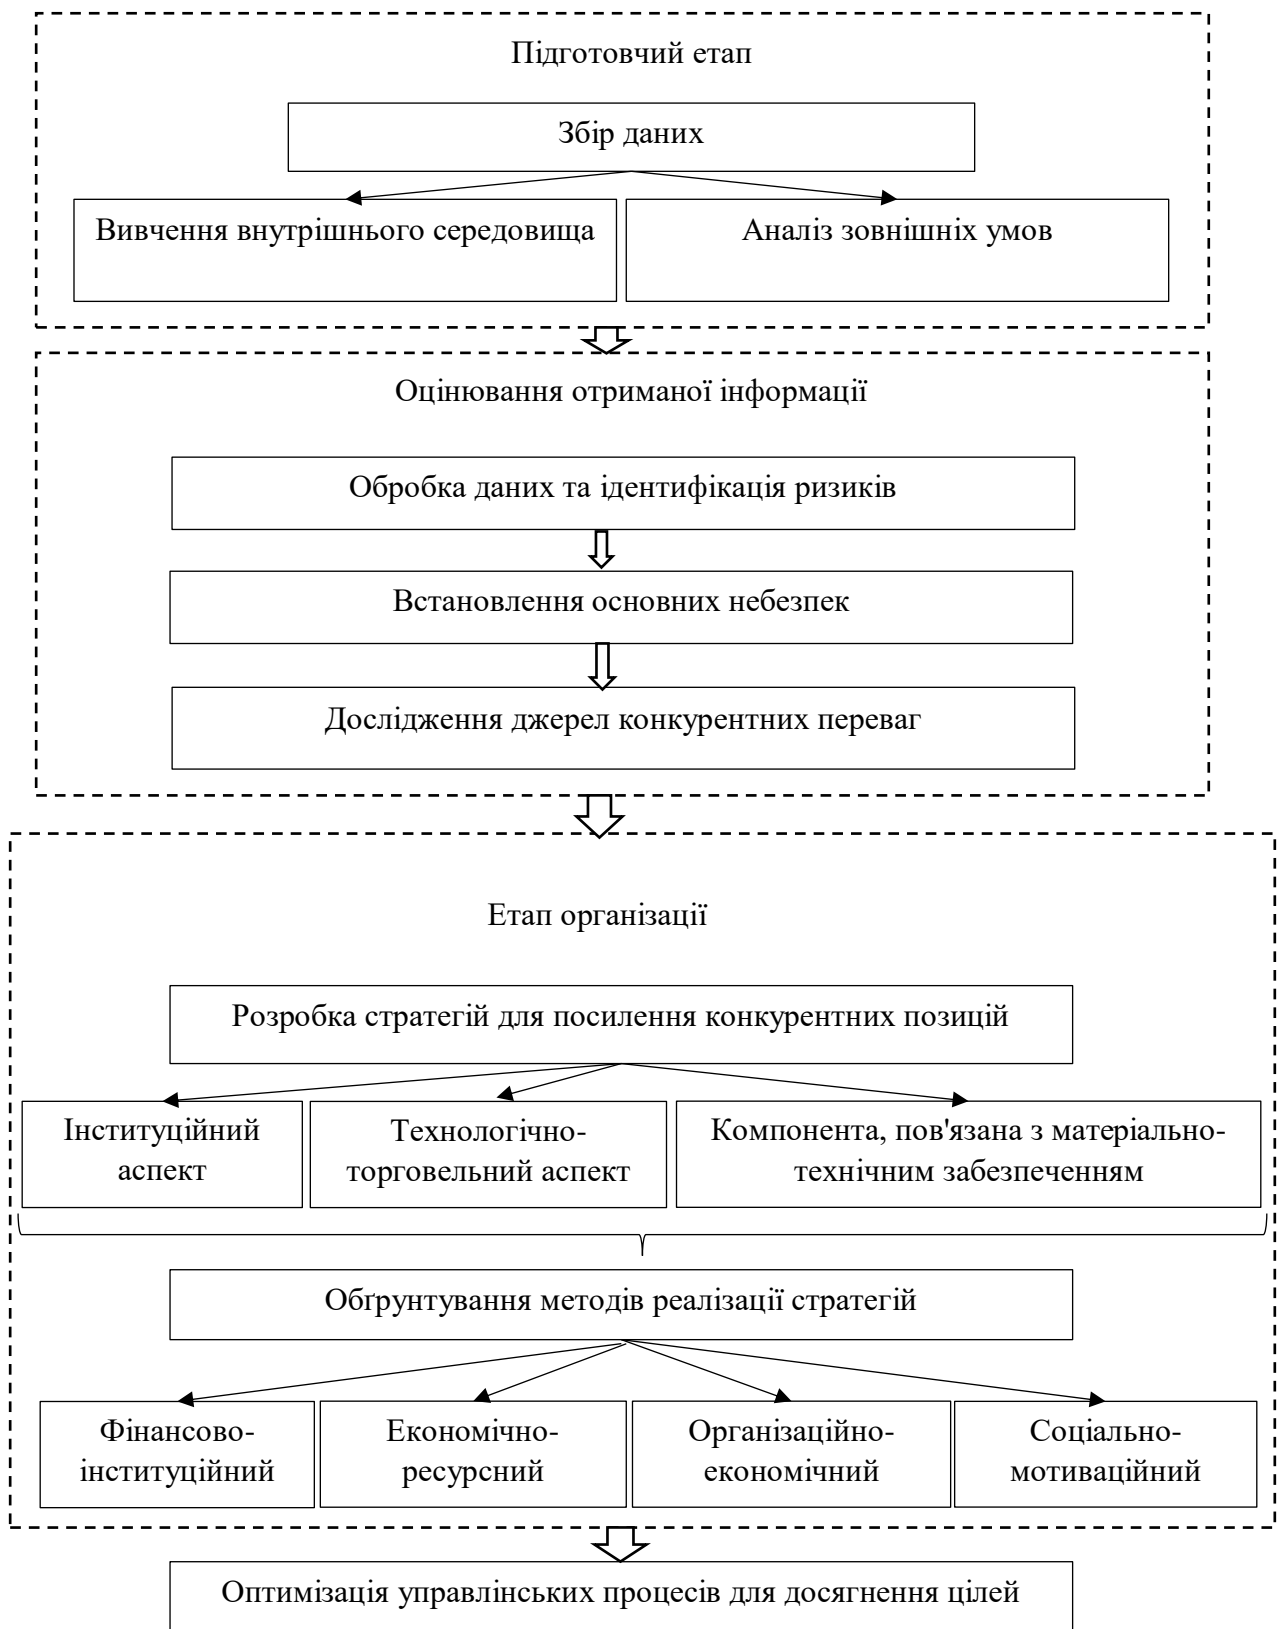 Підготовчий етап
Збір даних
Вивчення внутрішнього середовища
Аналіз зовнішніх умов
Оцінювання отриманої інформації
Обробка даних та ідентифікація ризиків
Встановлення основних небезпек
Дослідження джерел конкурентних переваг
Етап організації
Розробка стратегій для посилення конкурентних позицій
Інституційний
аспект
Технологічно-
торговельний аспект
Компонента, пов'язана з матеріально-
технічним забезпеченням
Обґрунтування методів реалізації стратегій
Фінансово-
інституційний
Економічно-
ресурсний
Організаційно-
економічний
Соціально-
мотиваційний
Оптимізація управлінських процесів для досягнення цілей